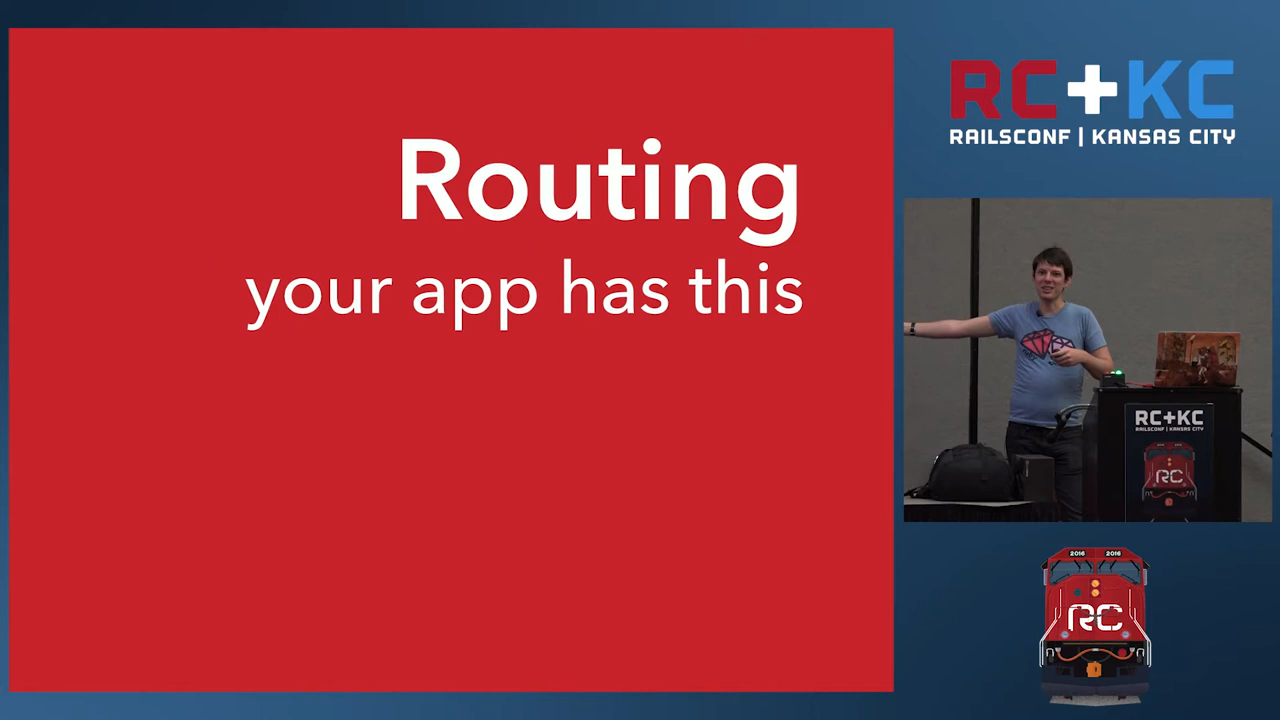 Routing
your app has this
RC+KC
RAILSCONF | KANSAS CITY
RC+KC
RAILSCONF | KANSAS CITY
RC
2016 2016
RC